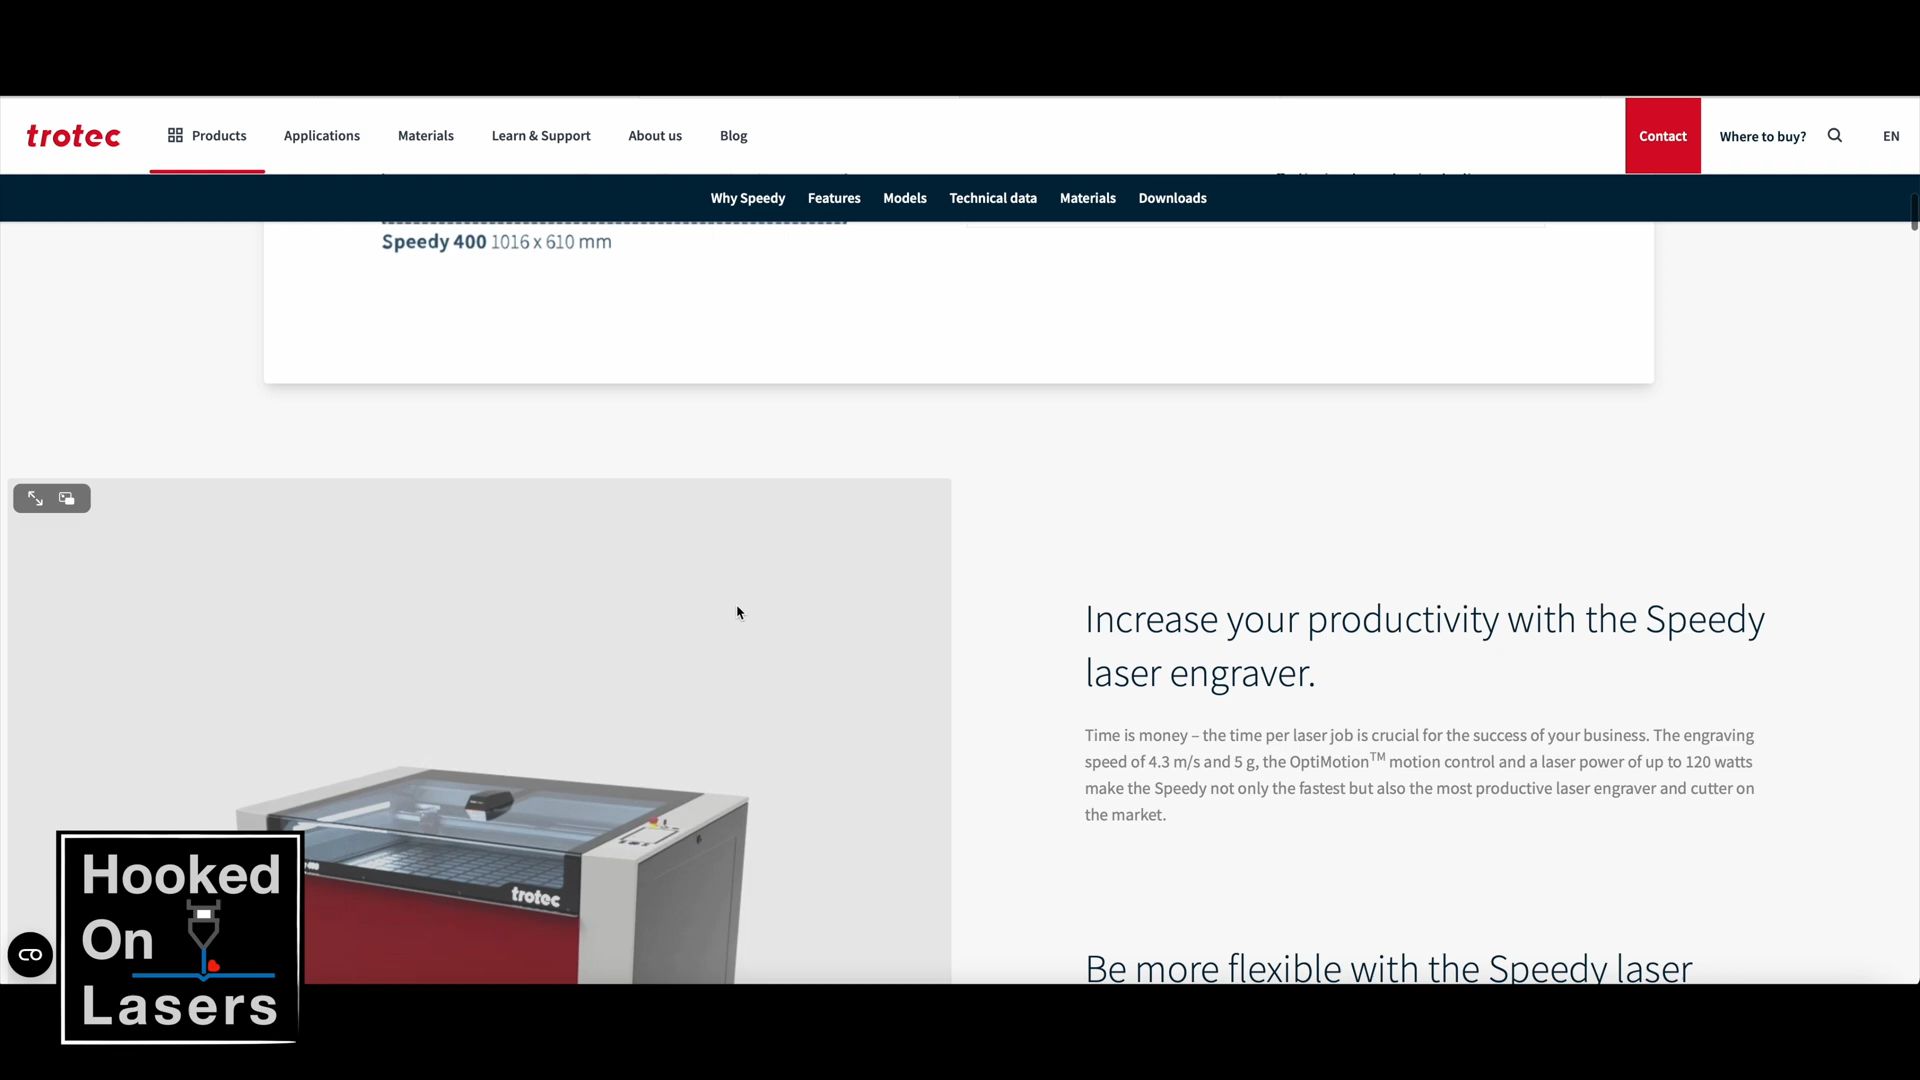 trotec
Products
Applications
Materials
Learn & Support
About us
Blog
Contact
Where to buy?
EN
Why Speedy
Features
Models
Technical data
Materials
Downloads
Speedy 400 1016 x 610 mm
Increase your productivity with the Speedy
laser engraver.
Time is money – the time per laser job is crucial for the success of your business. The engraving
speed of 4.3 m/s and 5 g, the OptiMotion™ motion control and a laser power of up to 120 watts
make the Speedy not only the fastest but also the most productive laser engraver and cutter on
the market.
trotec
Be more flexible with the Speedy laser
Hooked
On
Lasers